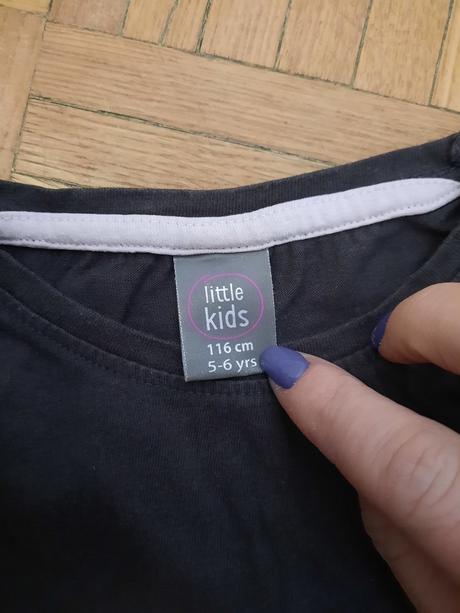 little
kids
116 cm
5-6 yrs